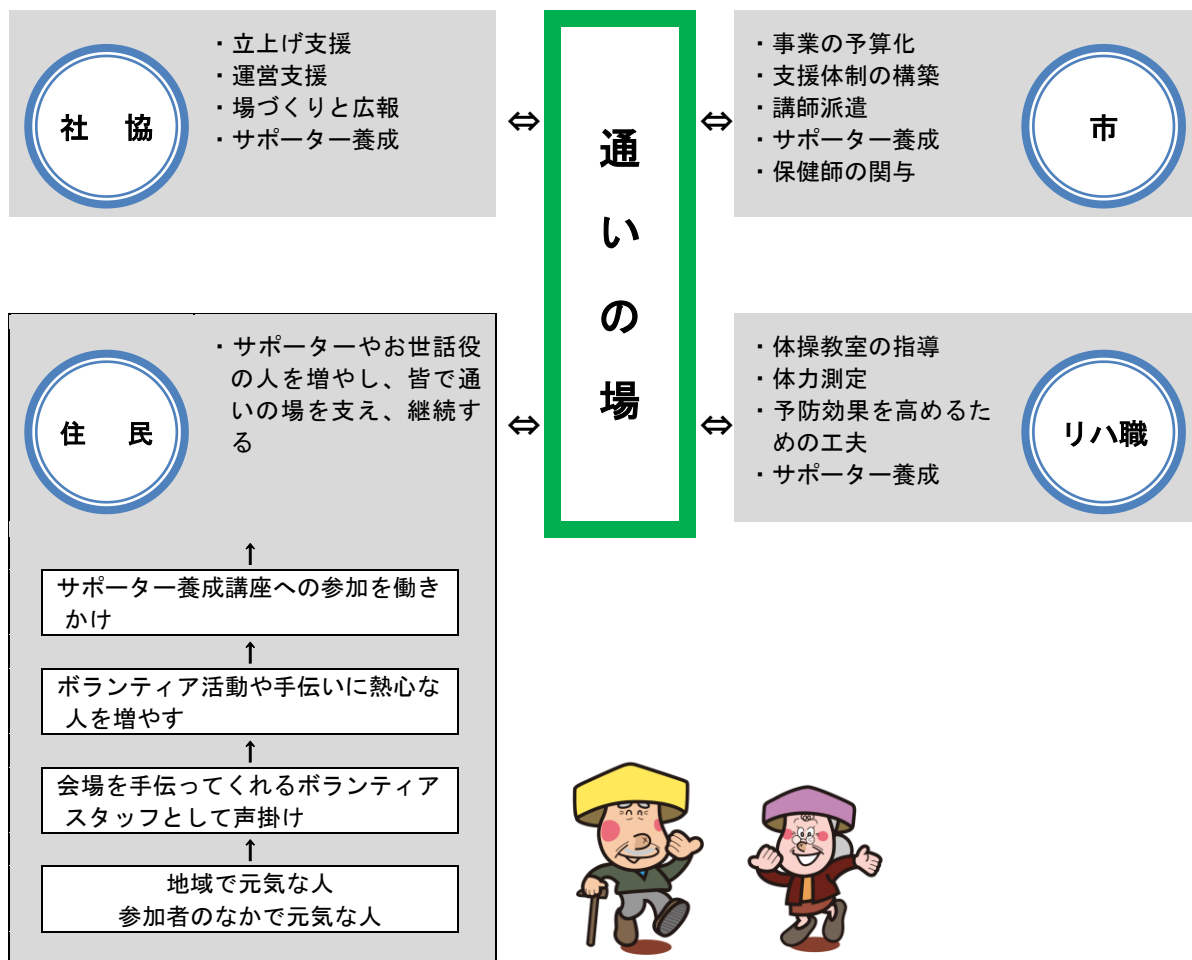 社 協
・立上げ支援
・運営支援
・場づくりと広報
・サポーター養成
⇔
通いの場
⇔
・事業の予算化
・支援体制の構築
・講師派遣
・サポーター養成
・保健師の関与
市
住 民
・サポーターやお世話役
の人を増やし、皆で通
いの場を支え、継続す
る
⇔
⇔
・体操教室の指導
・体力測定
・予防効果を高めるた
めの工夫
・サポーター養成
リハ職
↑
サポーター養成講座への参加を働き
かけ
↑
ボランティア活動や手伝いに熱心な
人を増やす
↑
会場を手伝ってくれるボランティア
スタッフとして声掛け
↑
地域で元気な人
参加者のなかで元気な人